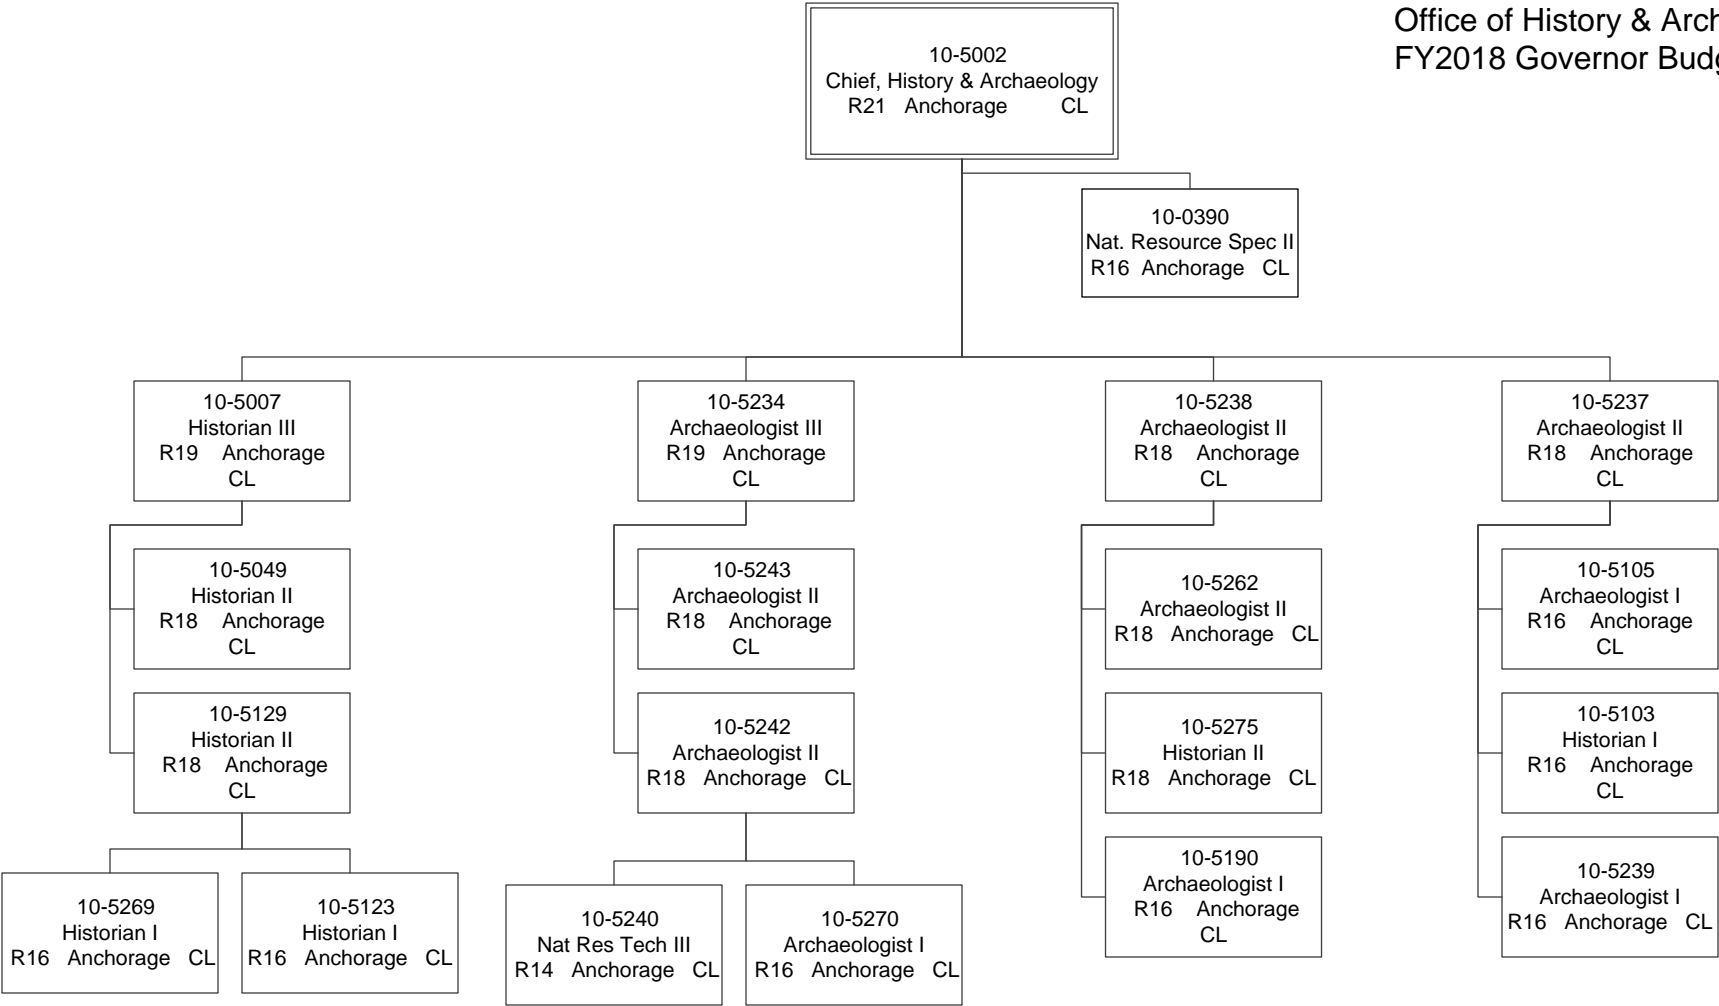 Office of History &
FY2018 Governor
10-5002
Chief, History & Archaeology
R21 Anchorage CL
10-0390
Nat. Resource Spec II
R16 Anchorage CL
10-5007
Historian III
R19 Anchorage
CL
10-5234
Archaeologist III
R19 Anchorage
CL
10-5238
Archaeologist II
R18 Anchorage
CL
10-5237
Archaeologist II
R18 Anchorage
CL
10-5049
Historian II
R18 Anchorage
CL
10-5243
Archaeologist II
R18 Anchorage
CL
10-5262
Archaeologist II
R18 Anchorage CL
10-5105
Archaeologist I
R16 Anchorage
CL
10-5129
Historian II
R18 Anchorage
CL
10-5242
Archaeologist II
R18 Anchorage CL
10-5275
Historian II
R18 Anchorage CL
10-5103
Historian I
R16 Anchorage
CL
10-5269
Historian I
R16 Anchorage CL
10-5123
Historian I
R16 Anchorage CL
10-5240
Nat Res Tech III
R14 Anchorage CL
10-5270
Archaeologist I
R16 Anchorage CL
10-5190
Archaeologist I
R16 Anchorage
CL
10-5239
Archaeologist I
R16 Anchorage CL